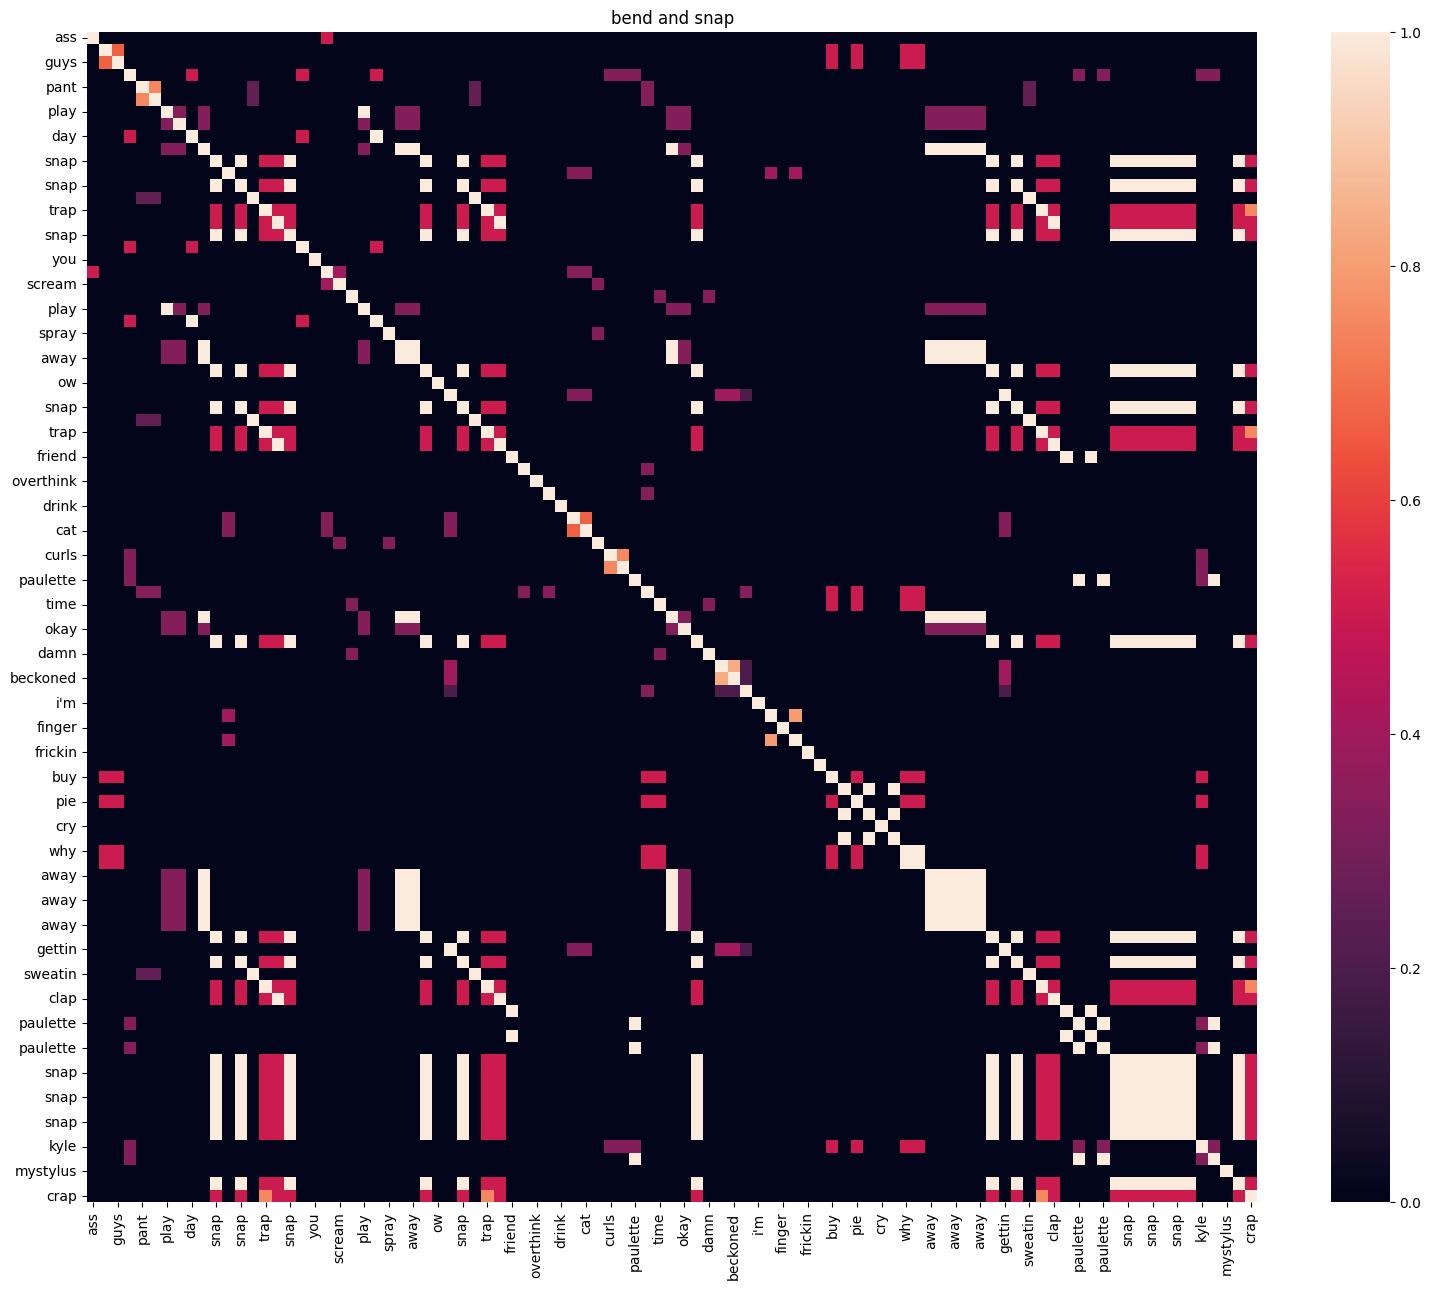 bend and snap
ass
guys
pant
play
day
snap
snap
trap
snap
you
scream
play
spray
away
ow
snap
trap
friend
overthink
drink
cat
curls
paulette
time
okay
damn
beckoned
i'm
finger
frickin
buy
pie
cry
why
away
away
away
gettin
sweatin
clap
paulette
paulette
snap
snap
snap
kyle
mystylus
crap
ass
guys
pant
play
day
snap
snap
trap
snap
you
scream
play
spray
away
ow
snap
trap
friend
overthink
drink
cat
curls
paulette
time
okay
damn
beckoned
i'm
finger
frickin
buy
pie
cry
why
away
away
away
gettin
sweatin
clap
paulette
paulette
snap
snap
snap
kyle
mystylus
crap
1.0
0.8
0.6
0.4
0.2
0.0